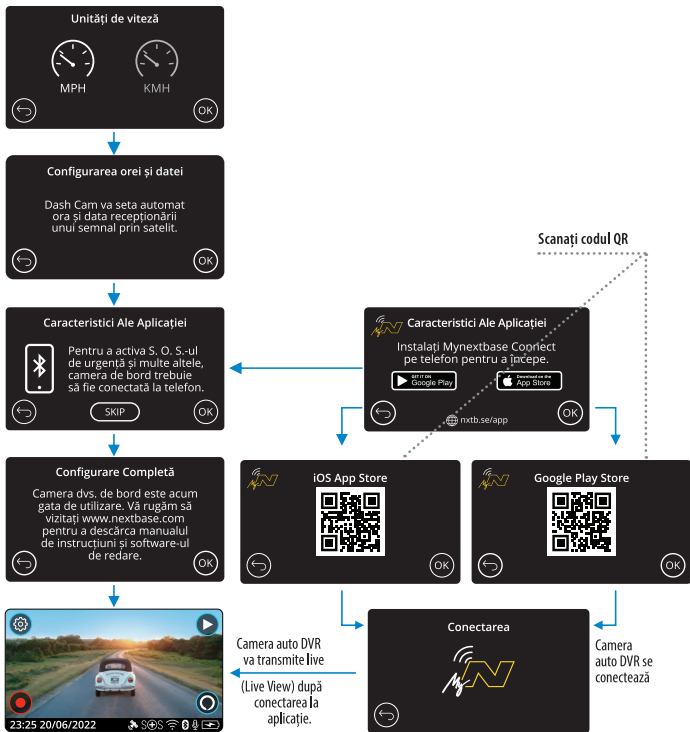 Unități de viteză
MPH
KMH
OK
Configurarea orei și datei
Dash Cam va seta automat
ora și data recepționării
unui semnal prin satelit.
OK
Scanați codul QR
Caracteristici Ale Aplicației
Pentru a activa S. O. S.-ul
de urgență și multe altele,
camera de bord trebuie
să fie conectată la telefon.
SKIP
OK
My N
Caracteristici Ale Aplicației
Instalați Mynextbase Connect
pe telefon pentru a începe.
GET IT ON
Google Play
Download on the
App Store
nxtb.se/app
OK
Configurare Completă
Camera dvs. de bord este acum
gata de utilizare. Vă rugăm să
vizitați www.nextbase.com
pentru a descărca manualul
de instrucțiuni și software-ul
de redare.
OK
My N
iOS App Store
OK
My N
Google Play Store
OK
23:25 20/06/2022
SOS
Camera auto DVR
va transmite live
(Live View) după
conectarea la
aplicație.
Conectarea
My N
Camera
auto DVR se
conectează